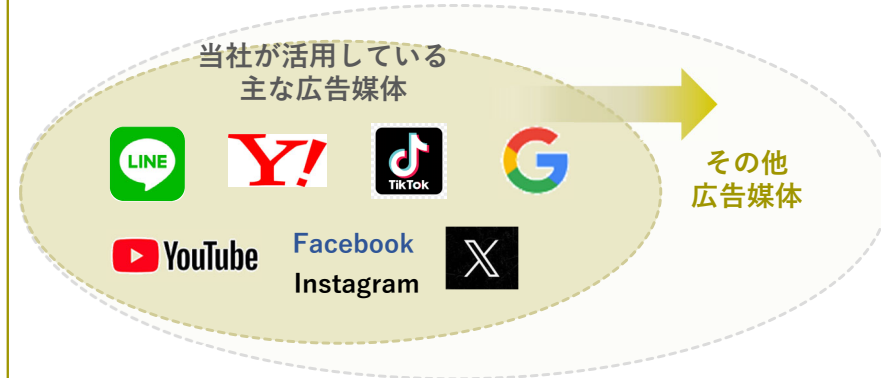 当社が活用している
主な広告媒体
LINE
Y!
TikTok
G
その他
広告媒体
YouTube
Facebook
Instagram
X